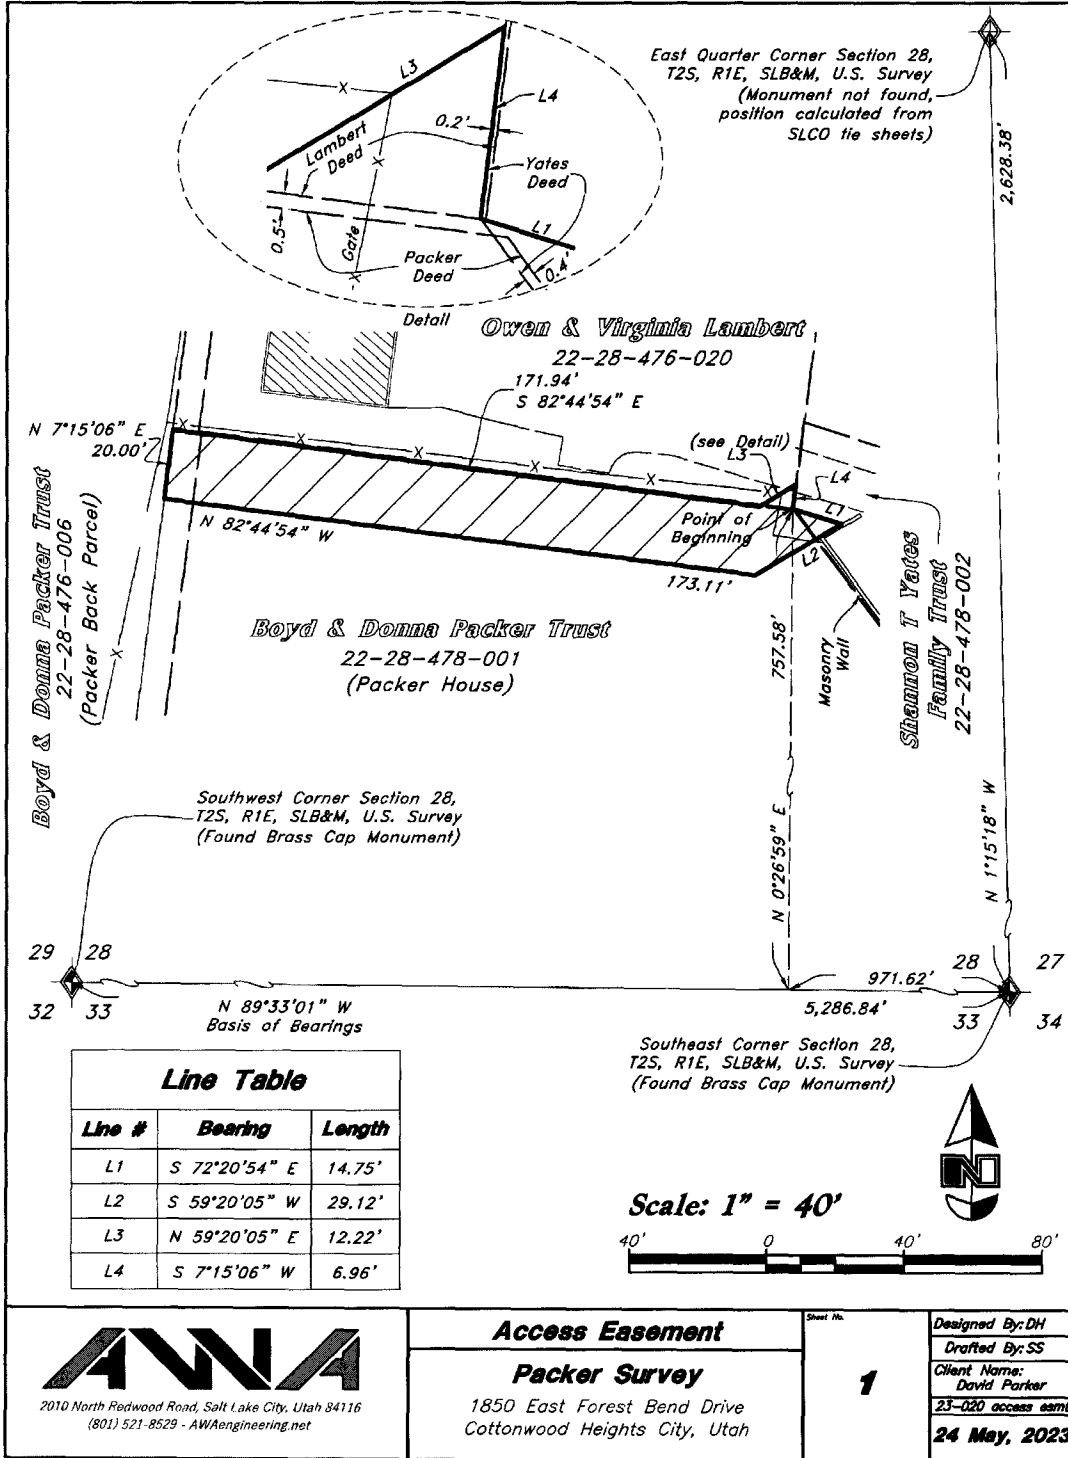 East Quarter Corner Section 28,
T2S, R1E, SLB&M, U.S. Survey
(Monument not found,
position calculated from
SLCO tie sheets)
2,628.38'
L3
L4
0.2'
Lambert
Deed
Yates
Deed
X
X
X
0.5'
Gate
L1
Packer
Deed
0.4'
Detail
Owen & Virginia Lambert
22-28-476-020
171.94'
S 82°44'54" E
N 7°15'06" E
20.00'
(see Detail)
L3
L4
L1
X
X
X
X
X
X
N 82°44'54" W
Point of
Beginning
L2
173.11'
Boyd & Donna Packer Trust
22-28-476-006
(Packer Back Parcel)
X
Boyd & Donna Packer Trust
22-28-478-001
(Packer House)
757.58'
Masonry
Wall
Shannon T Yates
Family Trust
22-28-478-002
Southwest Corner Section 28,
T2S, R1E, SLB&M, U.S. Survey
(Found Brass Cap Monument)
N 0°26'59" E
N 1°15'18" W
29 28
32 33
N 89°33'01" W
Basis of Bearings
971.62'
5,286.84'
28 27
33 34
Southeast Corner Section 28,
T2S, R1E, SLB&M, U.S. Survey
(Found Brass Cap Monument)
Line Table
Line # Bearing Length
L1 S 72°20'54" E 14.75'
L2 S 59°20'05" W 29.12'
L3 N 59°20'05" E 12.22'
L4 S 7°15'06" W 6.96'
N
Scale: 1" = 40'
40' 0 40' 80'
AWA
2010 North Redwood Road, Salt Lake City, Utah 84116
(801) 521-8529 - AWAengineering.net
Access Easement
Packer Survey
1850 East Forest Bend Drive
Cottonwood Heights City, Utah
Sheet No.
1
Designed By: DH
Drafted By: SS
Client Name:
David Parker
23-020 access esmt
24 May, 2023